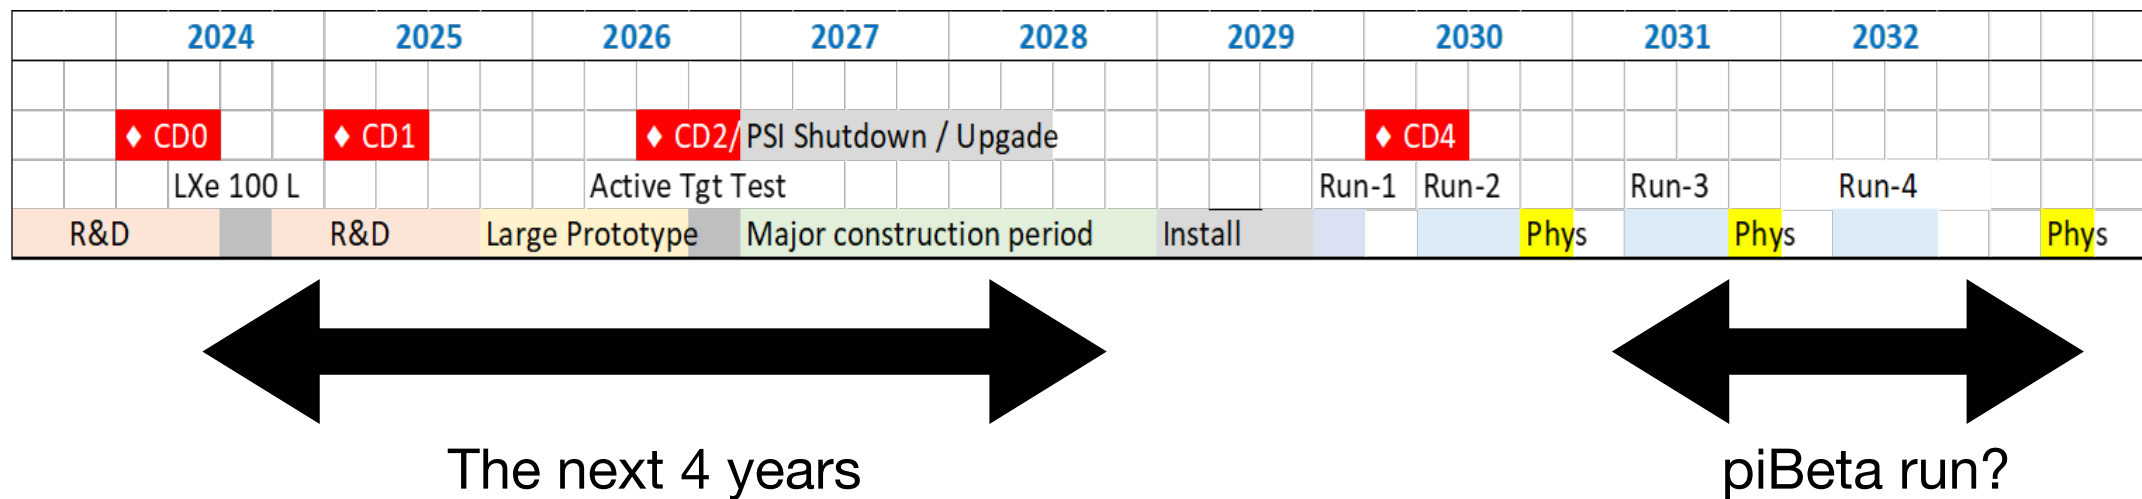 2024 2025 2026 2027 2028 2029 2030 2031 2032
♦ CD0 ♦ CD1 ♦ CD2/ PSI Shutdown / Upgade ♦ CD4
LXe 100 L Active Tgt Test Run-1 Run-2 Run-3 Run-4
R&D R&D Large Prototype Major construction period Install Phys Phys Phys
The next 4 years piBeta run?